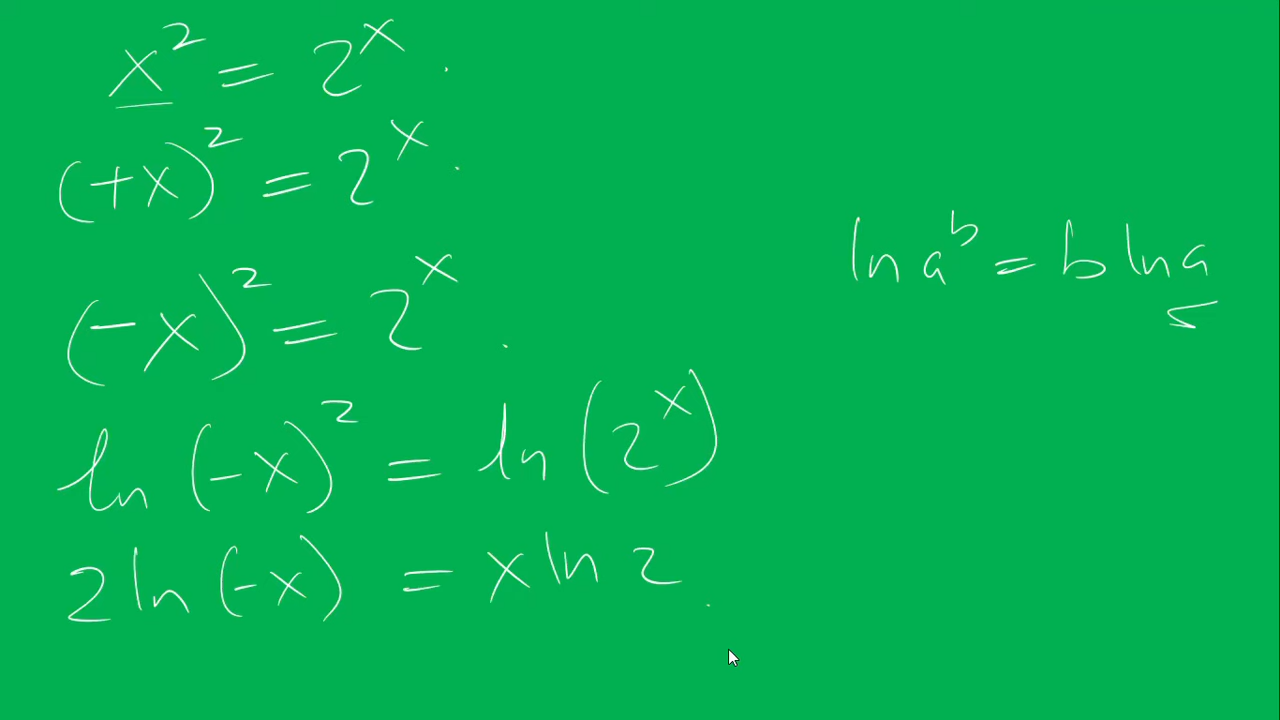 x² = 2ˣ.
(+x)² = 2ˣ.
(-x)² = 2ˣ.
ln aᵇ = b ln a
ln (-x)² = ln (2ˣ)
2 ln (-x) = x ln 2.